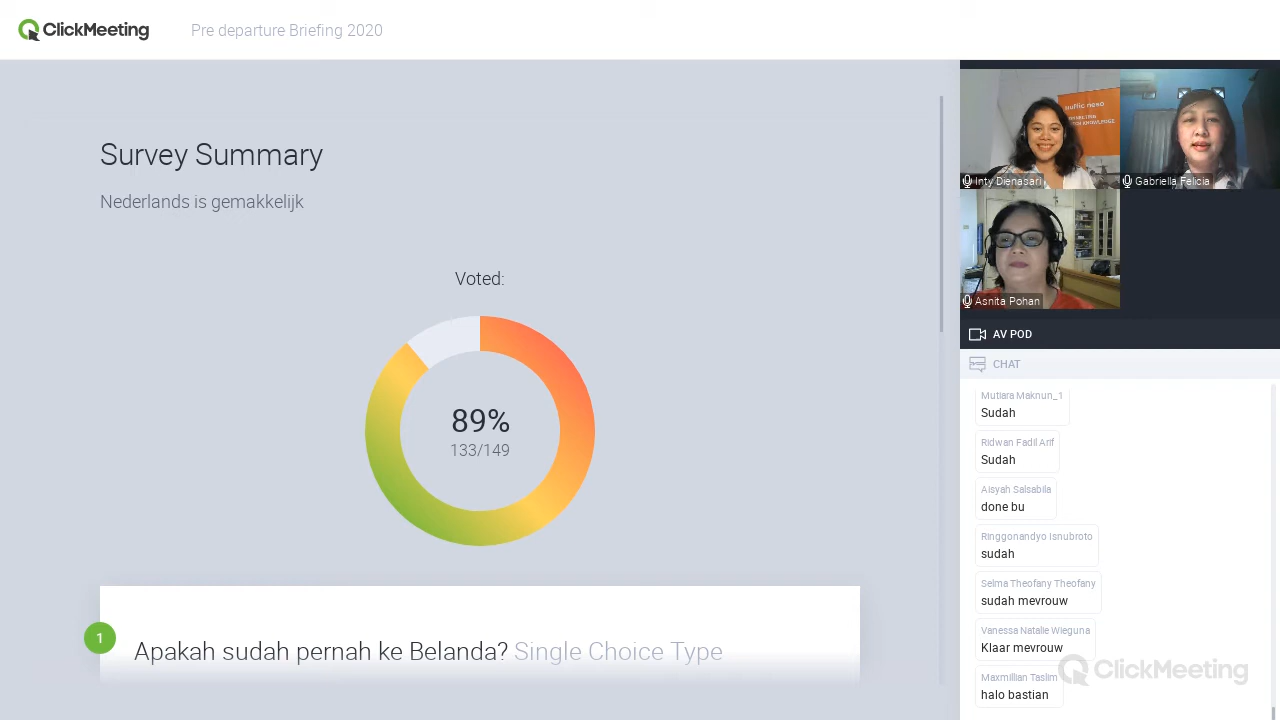 ClickMeeting
Pre departure Briefing 2020
Survey Summary
Nederlands is gemakkelijk
Voted:
89%
133/149
1
Apakah sudah pernah ke Belanda? Single Choice Type
nuffic neso
Inty Dienasari
Gabriella Felicia
Asnita Pohan
AV POD
CHAT
Mutiara Maknun_1
Sudah
Ridwan Fadil Arif
Sudah
Aisyah Salsabila
done bu
Ringgonandyo Isnubroto
sudah
Selma Theofany Theofany
sudah mevrouw
Vanessa Natalie Wieguna
Klaar mevrouw
Maxmillian Taslim
halo bastian
ClickMeeting